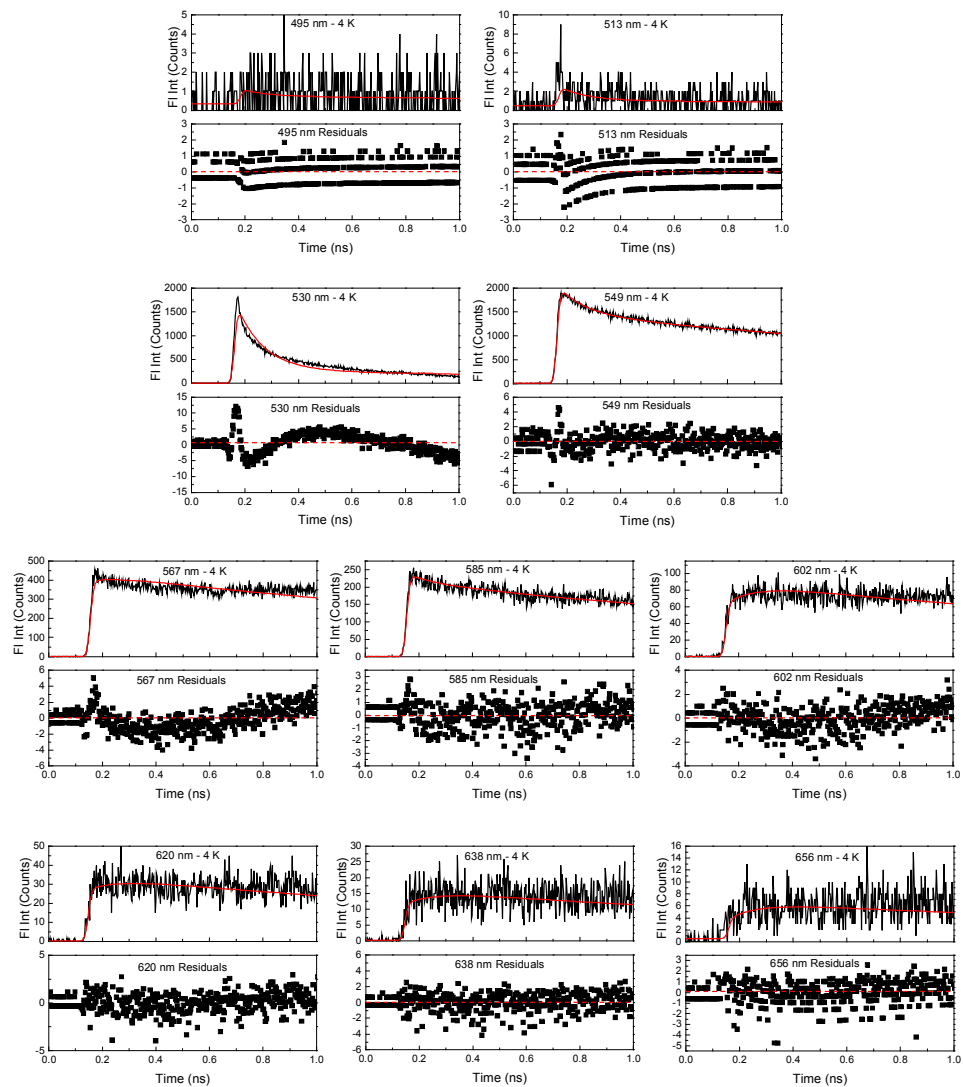 495 nm - 4 K
Fl Int (Counts)
5
4
3
2
1
0
495 nm Residuals
3
2
1
0
-1
-2
-3
0.0 0.2 0.4 0.6 0.8 1.0
Time (ns)
513 nm - 4 K
Fl Int (Counts)
10
8
6
4
2
0
513 nm Residuals
3
2
1
0
-1
-2
-3
0.0 0.2 0.4 0.6 0.8 1.0
Time (ns)
530 nm - 4 K
Fl Int (Counts)
2000
1500
1000
500
0
530 nm Residuals
15
10
5
0
-5
-10
15
0.0 0.2 0.4 0.6 0.8 1.0
Time (ns)
549 nm - 4 K
Fl Int (Counts)
2000
1500
1000
500
0
549 nm Residuals
6
4
2
0
-2
-4
-6
0.0 0.2 0.4 0.6 0.8 1.0
Time (ns)
567 nm - 4 K
Fl Int (Counts)
500
400
300
200
100
0
567 nm Residuals
6
4
2
0
-2
-4
-6
0.0 0.2 0.4 0.6 0.8 1.0
Time (ns)
585 nm - 4 K
Fl Int (Counts)
250
200
150
100
50
0
585 nm Residuals
3
2
1
0
-1
-2
-3
-4
0.0 0.2 0.4 0.6 0.8 1.0
Time (ns)
602 nm - 4 K
Fl Int (Counts)
100
80
60
40
20
0
602 nm Residuals
4
2
0
-2
-4
0.0 0.2 0.4 0.6 0.8 1.0
Time (ns)
620 nm - 4 K
Fl Int (Counts)
50
40
30
20
10
0
620 nm Residuals
5
0
5
0.0 0.2 0.4 0.6 0.8 1.0
Time (ns)
638 nm - 4 K
Fl Int (Counts)
30
25
20
15
10
5
0
638 nm Residuals
6
4
2
0
-2
-4
-6
0.0 0.2 0.4 0.6 0.8 1.0
Time (ns)
656 nm - 4 K
Fl Int (Counts)
16
14
12
10
8
6
4
2
0
656 nm Residuals
3
2
1
0
-1
-2
-3
-4
-5
0.0 0.2 0.4 0.6 0.8 1.0
Time (ns)